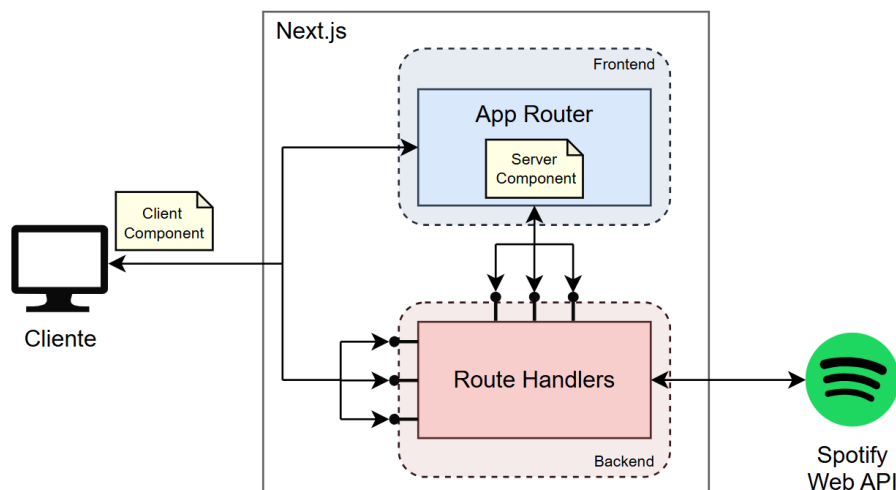 Next.js
Frontend
App Router
Server
Component
Client
Component
Cliente
Route Handlers
Backend
Spotify
Web API